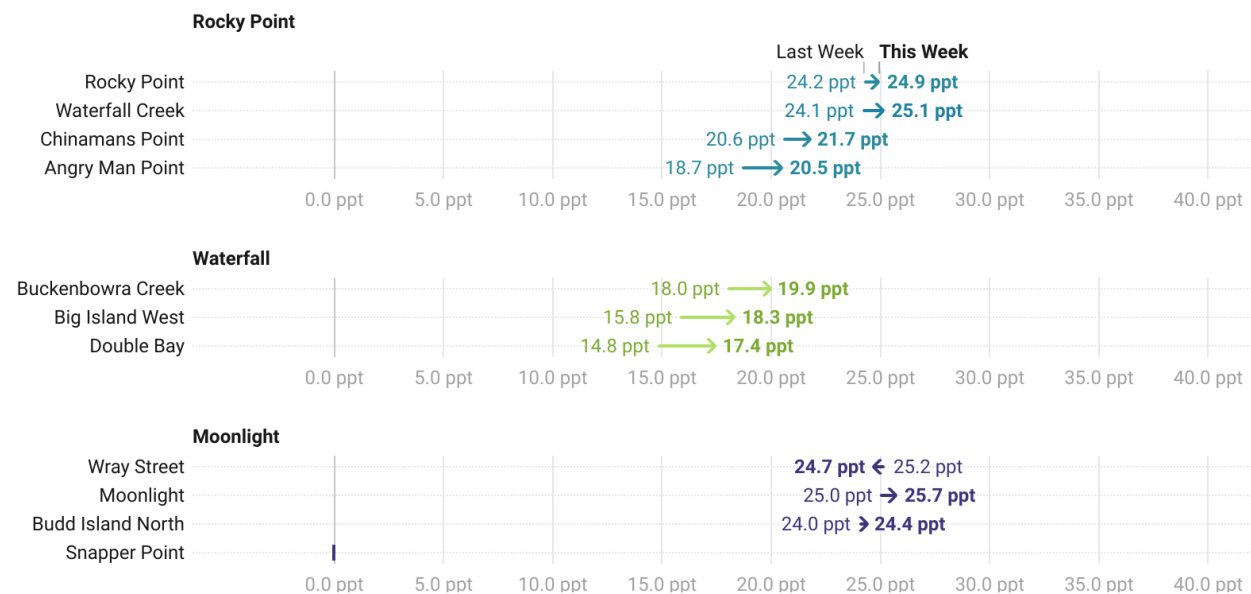 Rocky Point
Last Week This Week
Rocky Point 24.2 ppt 24.9 ppt
Waterfall Creek 24.1 ppt 25.1 ppt
Chinamans Point 20.6 ppt 21.7 ppt
Angry Man Point 18.7 ppt 20.5 ppt
0.0 ppt 5.0 ppt 10.0 ppt 15.0 ppt 20.0 ppt 25.0 ppt 30.0 ppt 35.0 ppt 40.0 ppt
Waterfall
Buckenbowra Creek 18.0 ppt 19.9 ppt
Big Island West 15.8 ppt 18.3 ppt
Double Bay 14.8 ppt 17.4 ppt
0.0 ppt 5.0 ppt 10.0 ppt 15.0 ppt 20.0 ppt 25.0 ppt 30.0 ppt 35.0 ppt 40.0 ppt
Moonlight
Wray Street 24.7 ppt 25.2 ppt
Moonlight 25.0 ppt 25.7 ppt
Budd Island North 24.0 ppt 24.4 ppt
Snapper Point
0.0 ppt 5.0 ppt 10.0 ppt 15.0 ppt 20.0 ppt 25.0 ppt 30.0 ppt 35.0 ppt 40.0 ppt